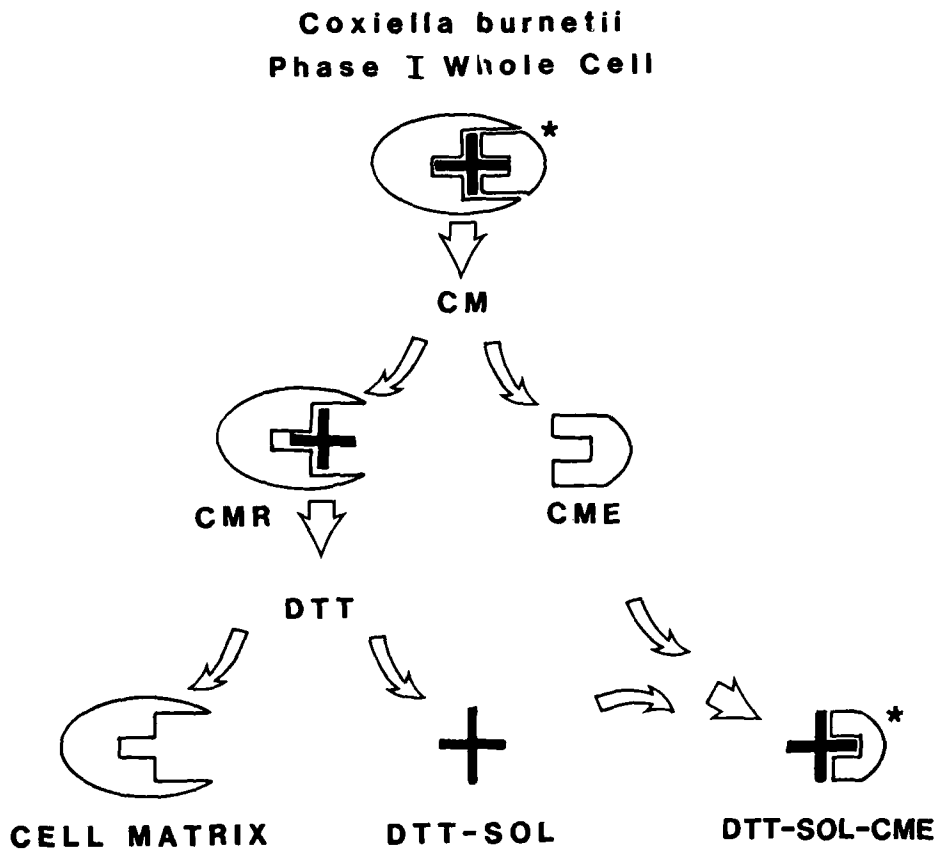 Coxiella burnetii
Phase I Whole Cell
*
CM
CMR
CME
DTT
*
CELL MATRIX
DTT-SOL
DTT-SOL-CME